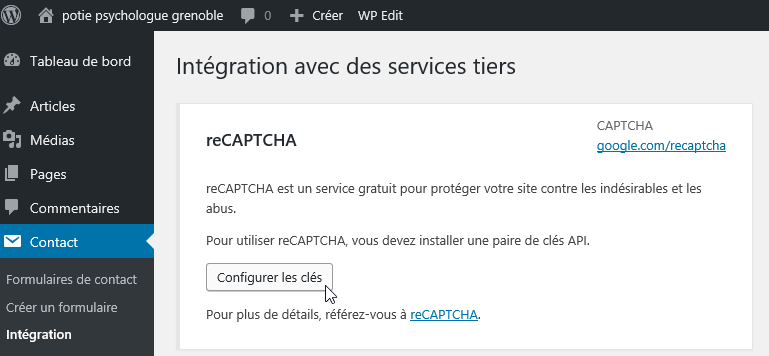 potie psychologue grenoble 0 Créer WP Edit
Tableau de bord
Articles
Médias
Pages
Commentaires
Contact
Formulaires de contact
Créer un formulaire
Intégration
Intégration avec des services tiers
reCAPTCHA
CAPTCHA
google.com/recaptcha
reCAPTCHA est un service gratuit pour protéger votre site contre les indésirables et les
abus.
Pour utiliser reCAPTCHA, vous devez installer une paire de clés API.
Configurer les clés
Pour plus de détails, référez-vous à reCAPTCHA.